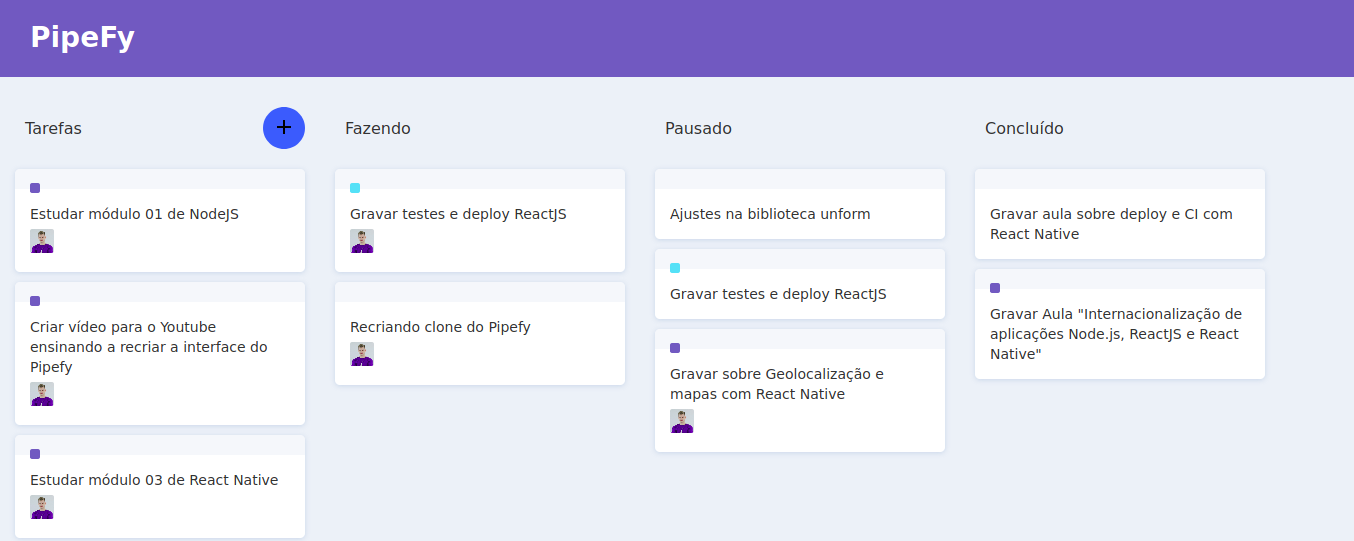 PipeFy
Tarefas
+
Estudar módulo 01 de NodeJS
Criar vídeo para o Youtube
ensinando a recriar a interface do
Pipefy
Estudar módulo 03 de React Native
Fazendo
Gravar testes e deploy ReactJS
Recriando clone do Pipefy
Pausado
Ajustes na biblioteca unform
Gravar testes e deploy ReactJS
Gravar sobre Geolocalização e
mapas com React Native
Concluído
Gravar aula sobre deploy e CI com
React Native
Gravar Aula "Internacionalização de
aplicações Node.js, ReactJS e React
Native"